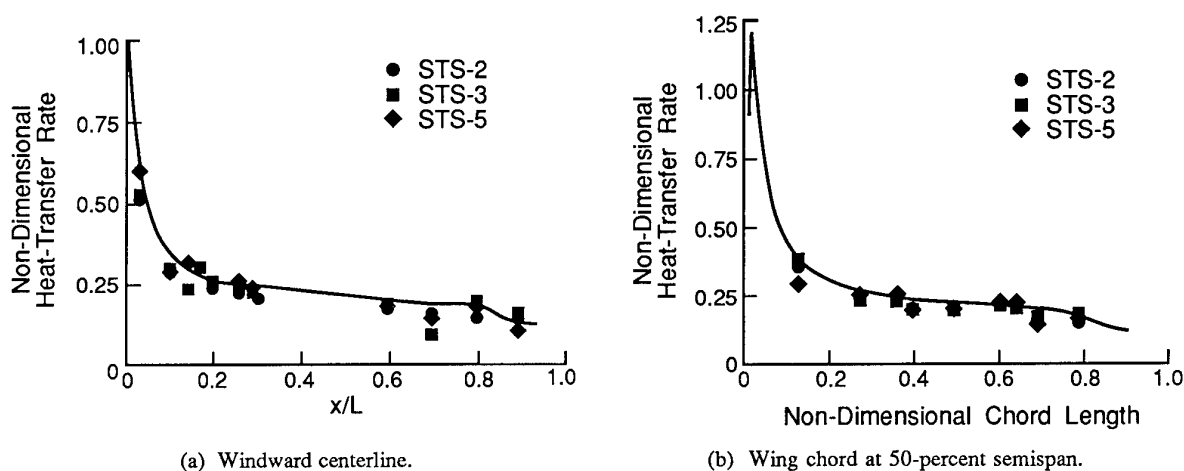 Non-Dimensional
Heat-Transfer Rate
1.00
0.75
0.50
0.25
0
0
0.2
0.4
0.6
0.8
1.0
x/L
STS-2
STS-3
STS-5
(a) Windward centerline.
Non-Dimensional
Heat-Transfer Rate
1.25
1.00
0.75
0.50
0.25
0
0
0.2
0.4
0.6
0.8
1.0
Non-Dimensional Chord Length
STS-2
STS-3
STS-5
(b) Wing chord at 50-percent semispan.